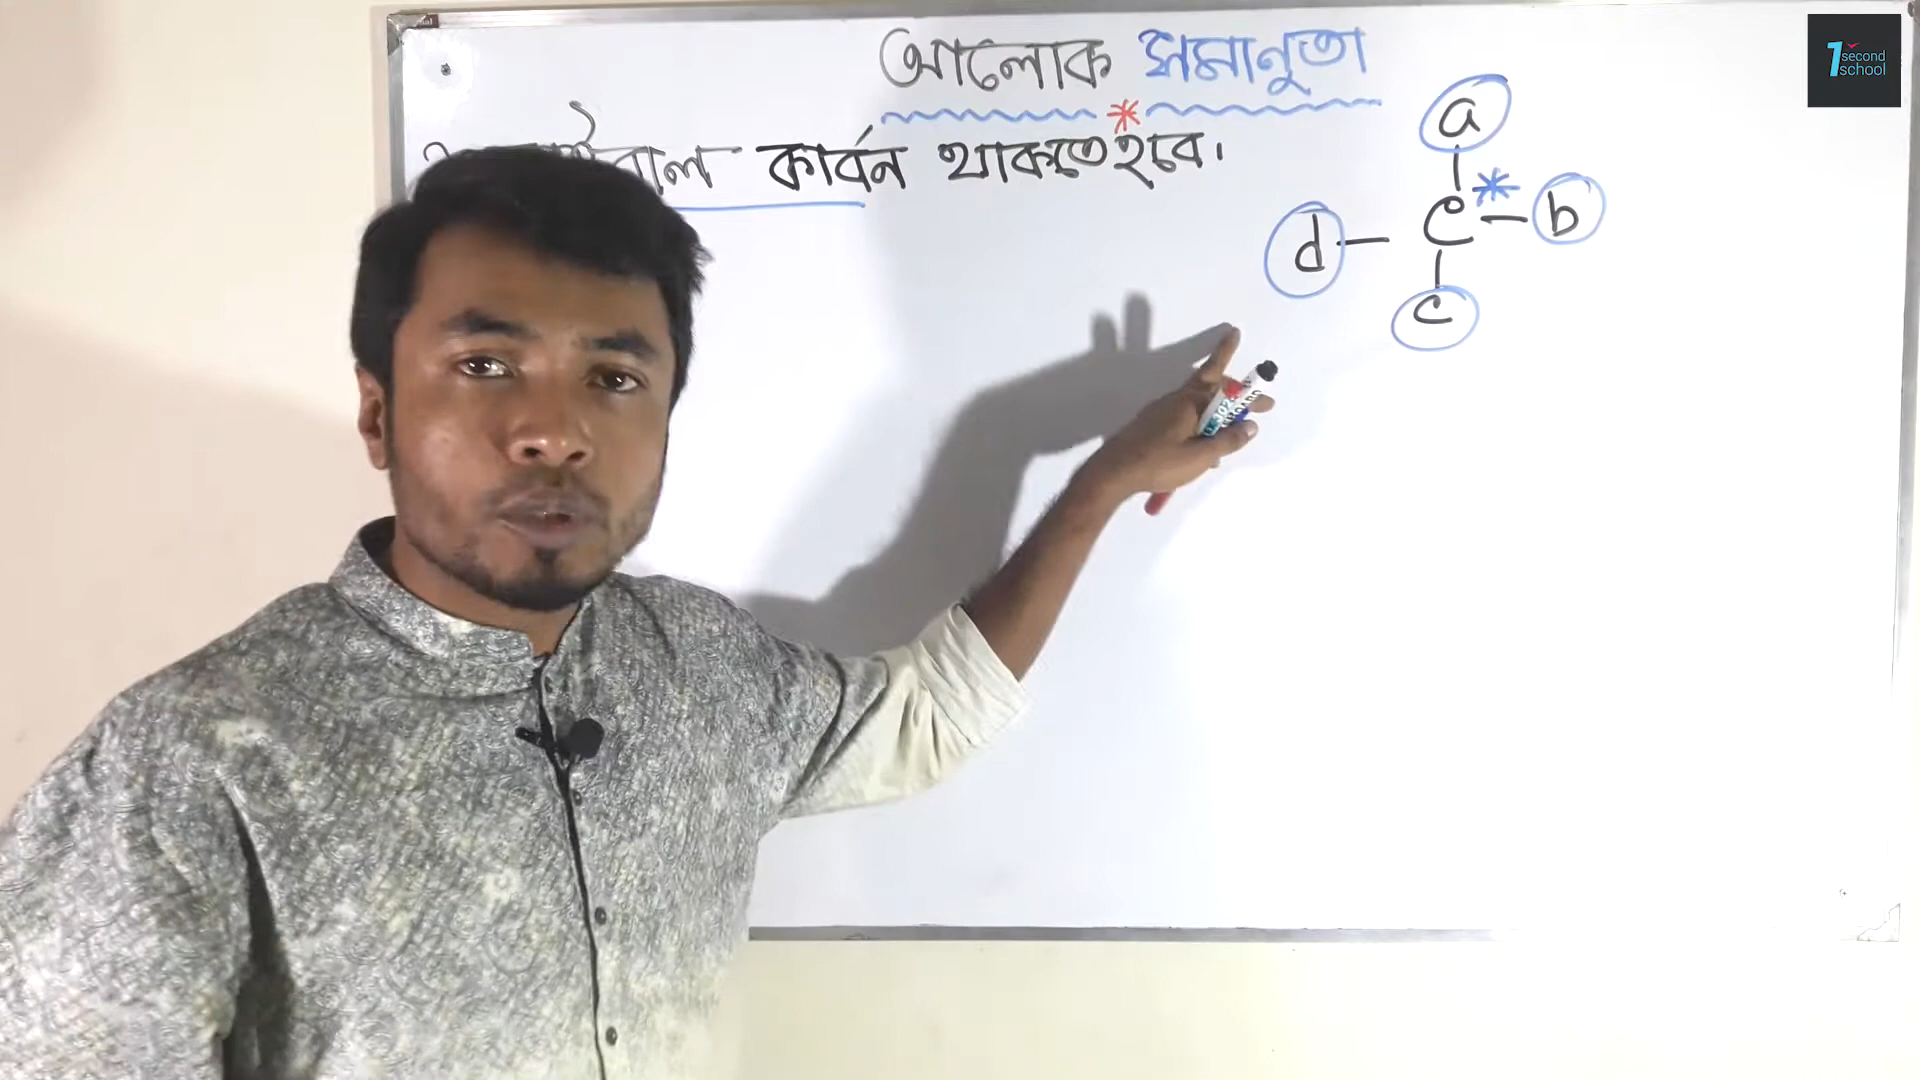 আলোক সমানুতা
*
কার্বন থাকতে হবে।
a
*
d – C – b
c
1 second school